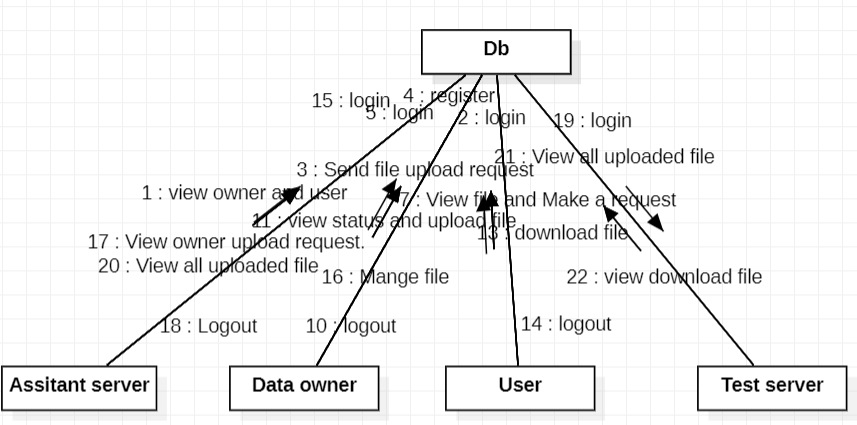 Db
15 : login
4 : register
5 : login
2 : login
19 : login
21 : View all uploaded file
3 : Send file upload request
1 : view owner and user
7 : View file and Make a request
11 : view status and upload file
13 : download file
17 : View owner upload request.
20 : View all uploaded file
16 : Mange file
22 : view download file
18 : Logout
10 : logout
14 : logout
Assitant server
Data owner
User
Test server